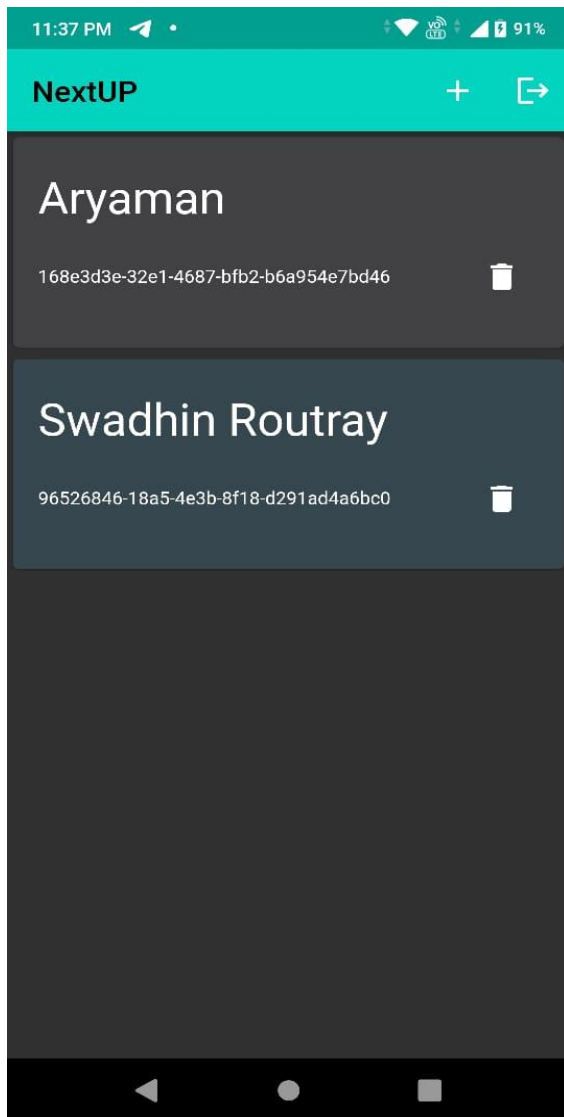 11:37 PM 91%
NextUP
Aryaman
168e3d3e-32e1-4687-bfb2-b6a954e7bd46
Swadhin Routray
96526846-18a5-4e3b-8f18-d291ad4a6bc0